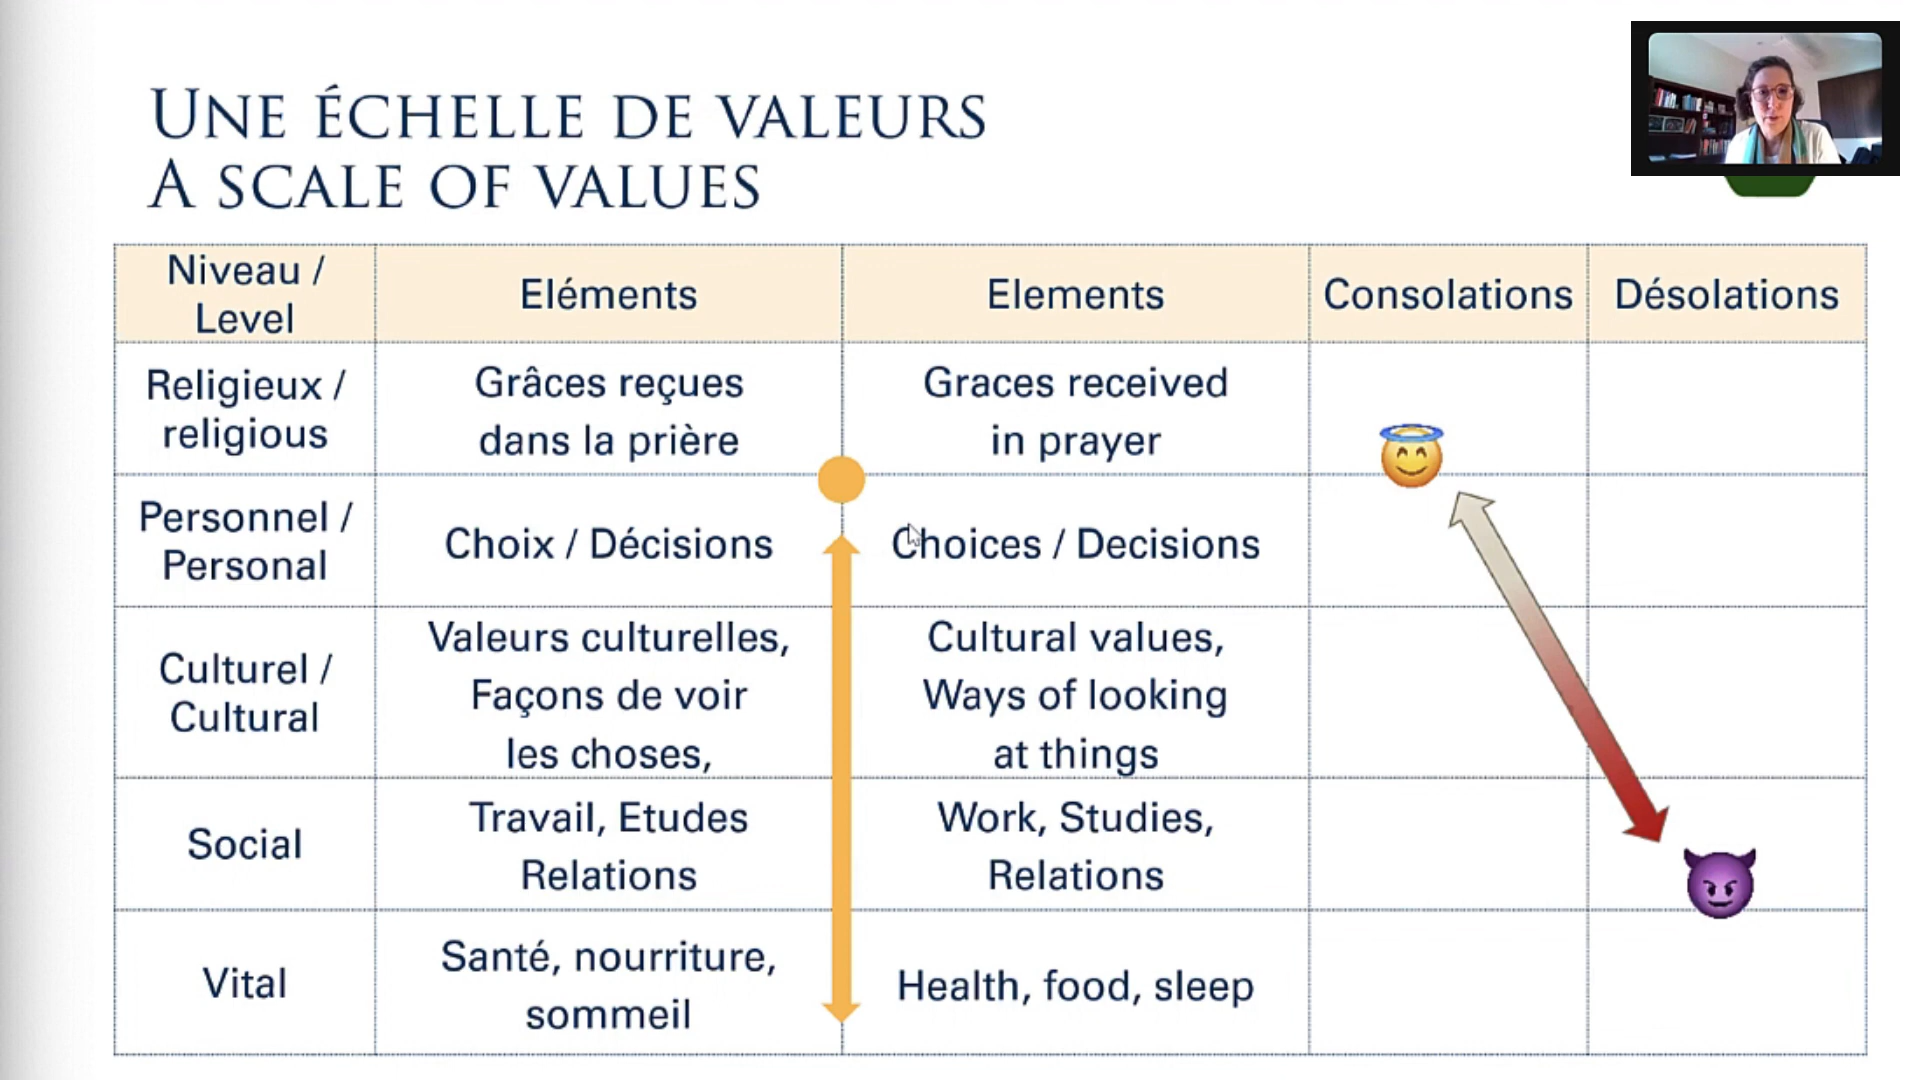 UNE ÉCHELLE DE VALEURS
A SCALE OF VALUES
Niveau /
Level
Eléments
Elements
Consolations
Désolations
Religieux /
religious
Grâces reçues
dans la prière
Graces received
in prayer
Personnel /
Personal
Choix / Décisions
Choices / Decisions
Culturel /
Cultural
Valeurs culturelles,
Façons de voir
les choses,
Cultural values,
Ways of looking
at things
Social
Travail, Etudes
Relations
Work, Studies,
Relations
Vital
Santé, nourriture,
sommeil
Health, food, sleep